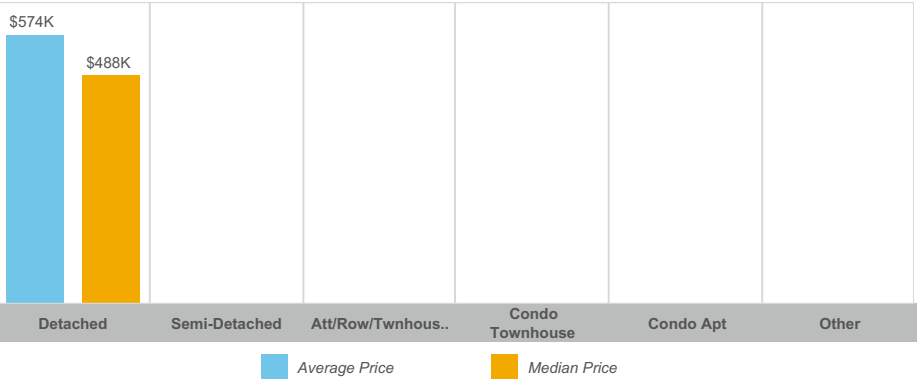 $574K
$488K
Detached
Semi-Detached
Att/Row/Twnhous..
Condo
Townhouse
Condo Apt
Other
Average Price
Median Price